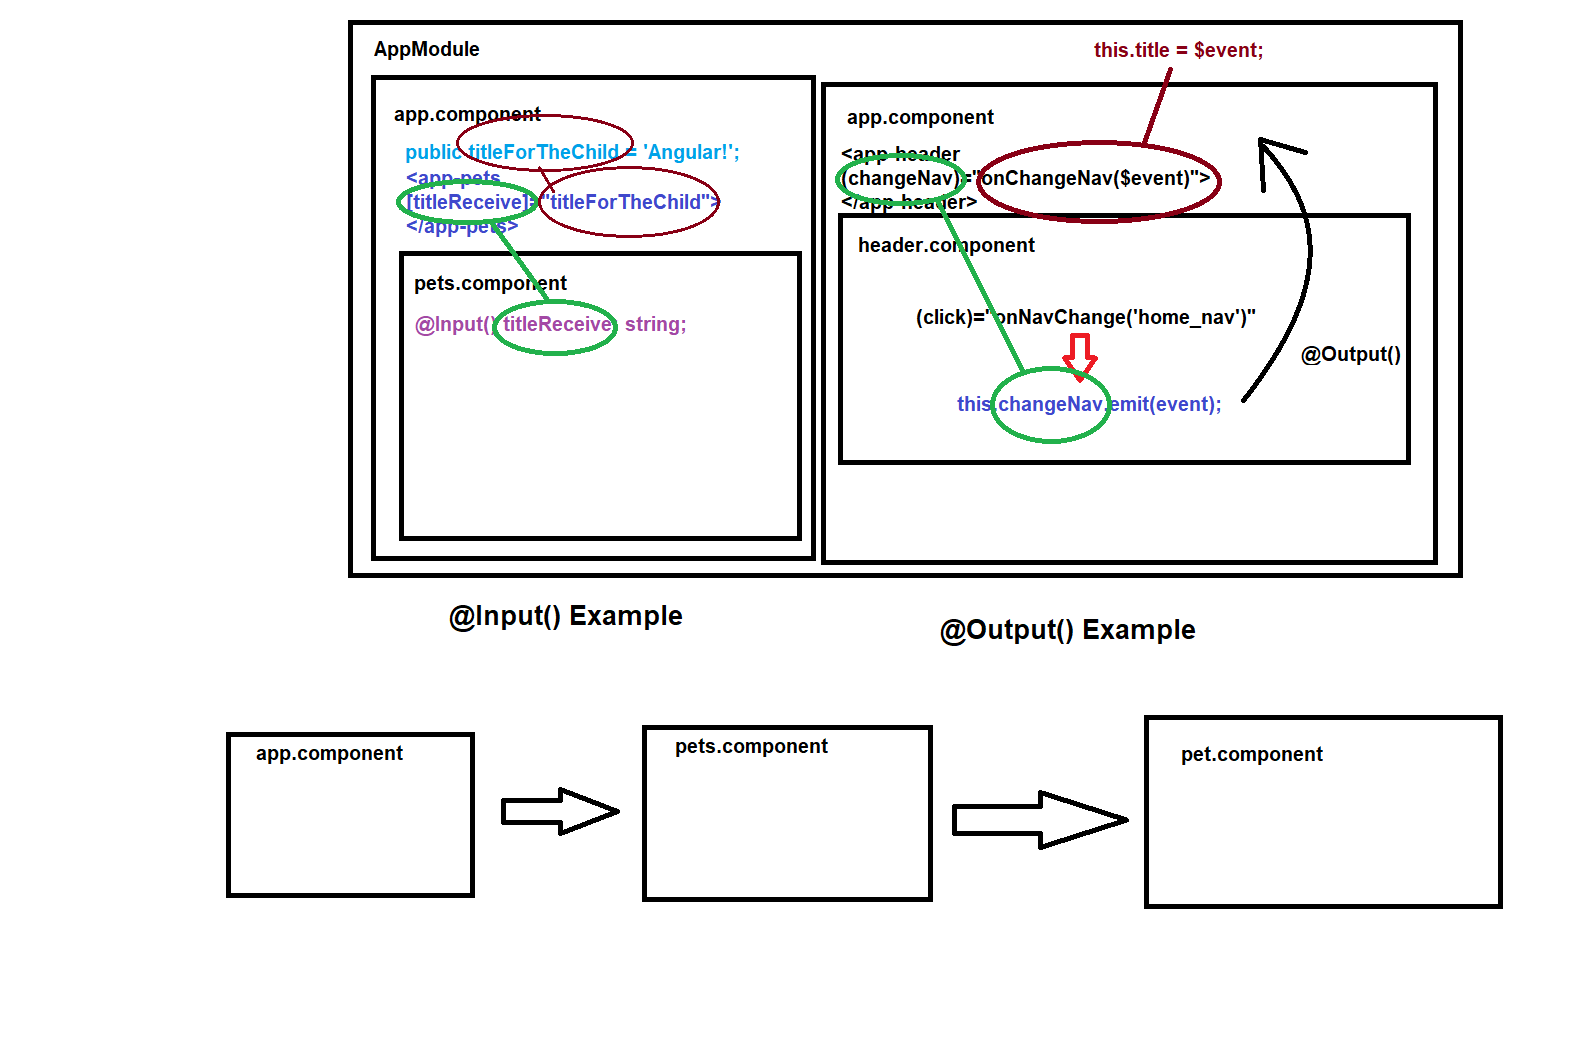 AppModule
app.component
public titleForTheChild = 'Angular!';
<app-pets
[titleReceive]="titleForTheChild">
</app-pets>
pets.component
@Input() titleReceive: string;
this.title = $event;
app.component
<app-header
(changeNav)="onChangeNav($event)">
</app-header>
header.component
(click)="onNavChange('home_nav')"
@Output()
this.changeNav.emit(event);
@Input() Example
@Output() Example
app.component
pets.component
pet.component